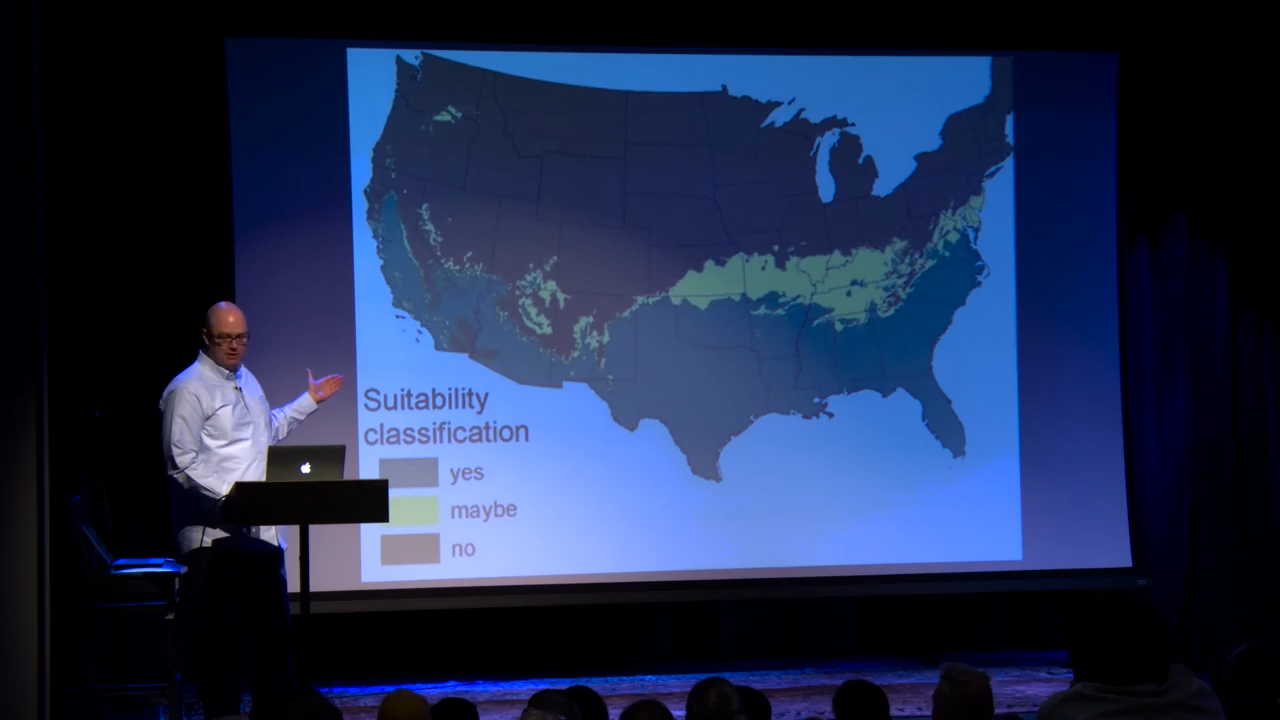 Suitability
classification
yes
maybe
no